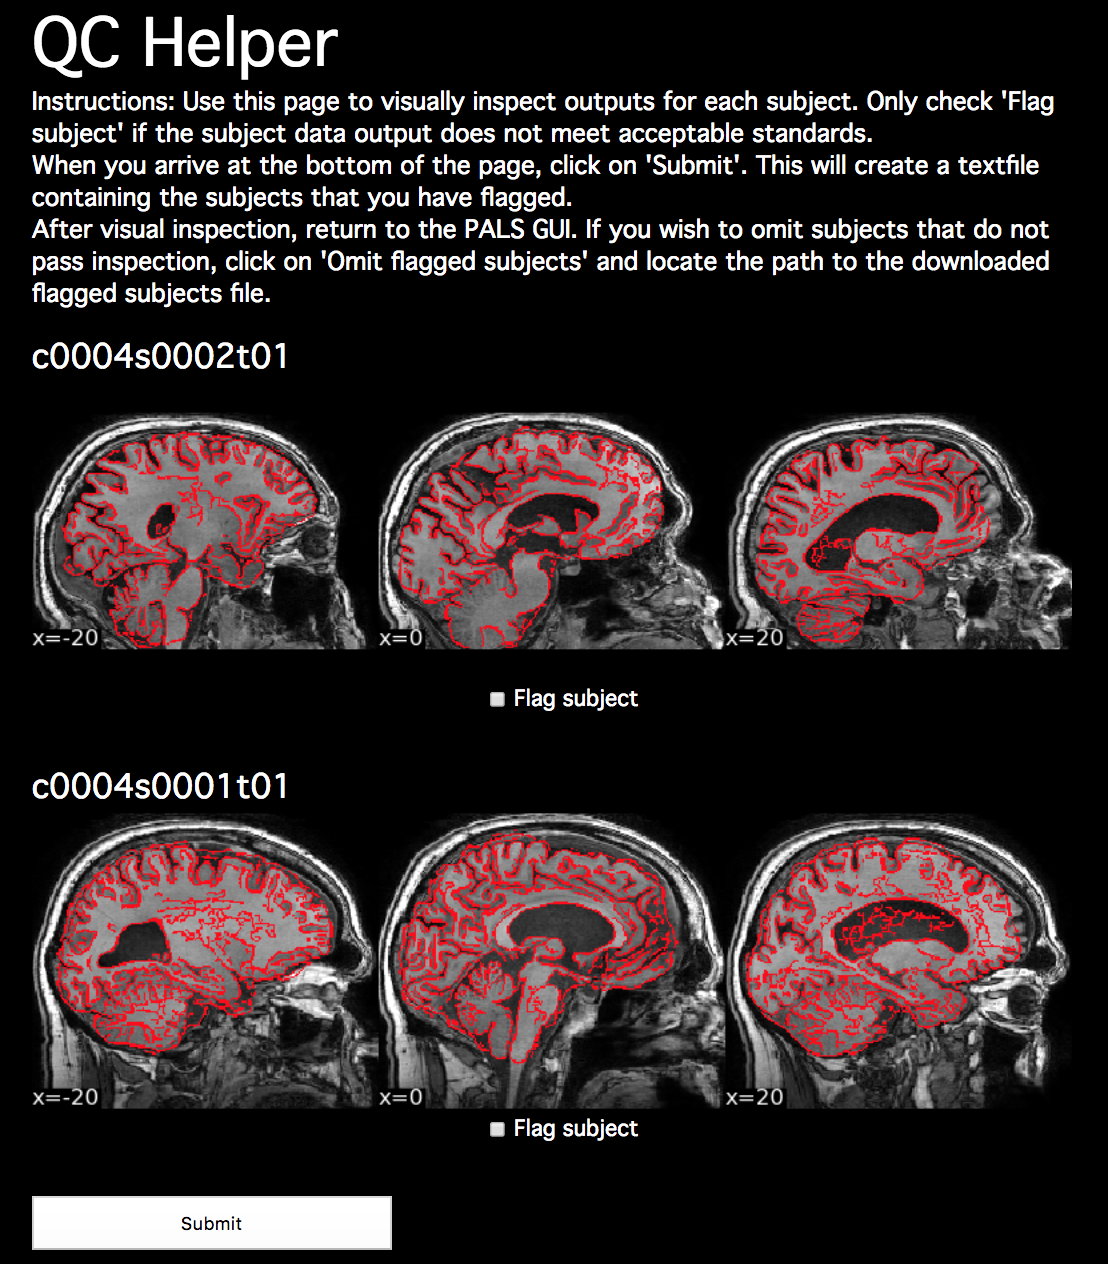 QC Helper
Instructions: Use this page to visually inspect outputs for each subject. Only check 'Flag
subject' if the subject data output does not meet acceptable standards.
When you arrive at the bottom of the page, click on 'Submit'. This will create a textfile
containing the subjects that you have flagged.
After visual inspection, return to the PALS GUI. If you wish to omit subjects that do not
pass inspection, click on 'Omit flagged subjects' and locate the path to the downloaded
flagged subjects file.
c0004s0002t01
x=-20 x=0 x=20
Flag subject
c0004s0001t01
x=-20 x=0 x=20
Flag subject
Submit